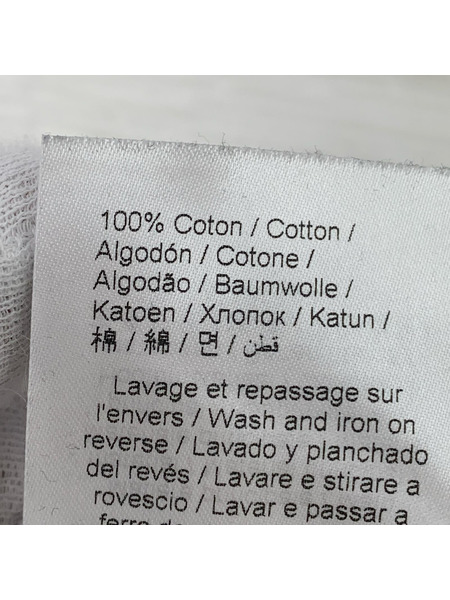 100% Coton / Cotton /
Algodón / Cotone /
Algodão / Baumwolle /
Katoen / Хлопок / Katun /
棉 / 綿 / 면 / قطن
Lavage et repassage sur
l'envers / Wash and iron on
reverse / Lavado y planchado
del revés / Lavare e stirare a
rovescio / Lavar e passar a
ferro